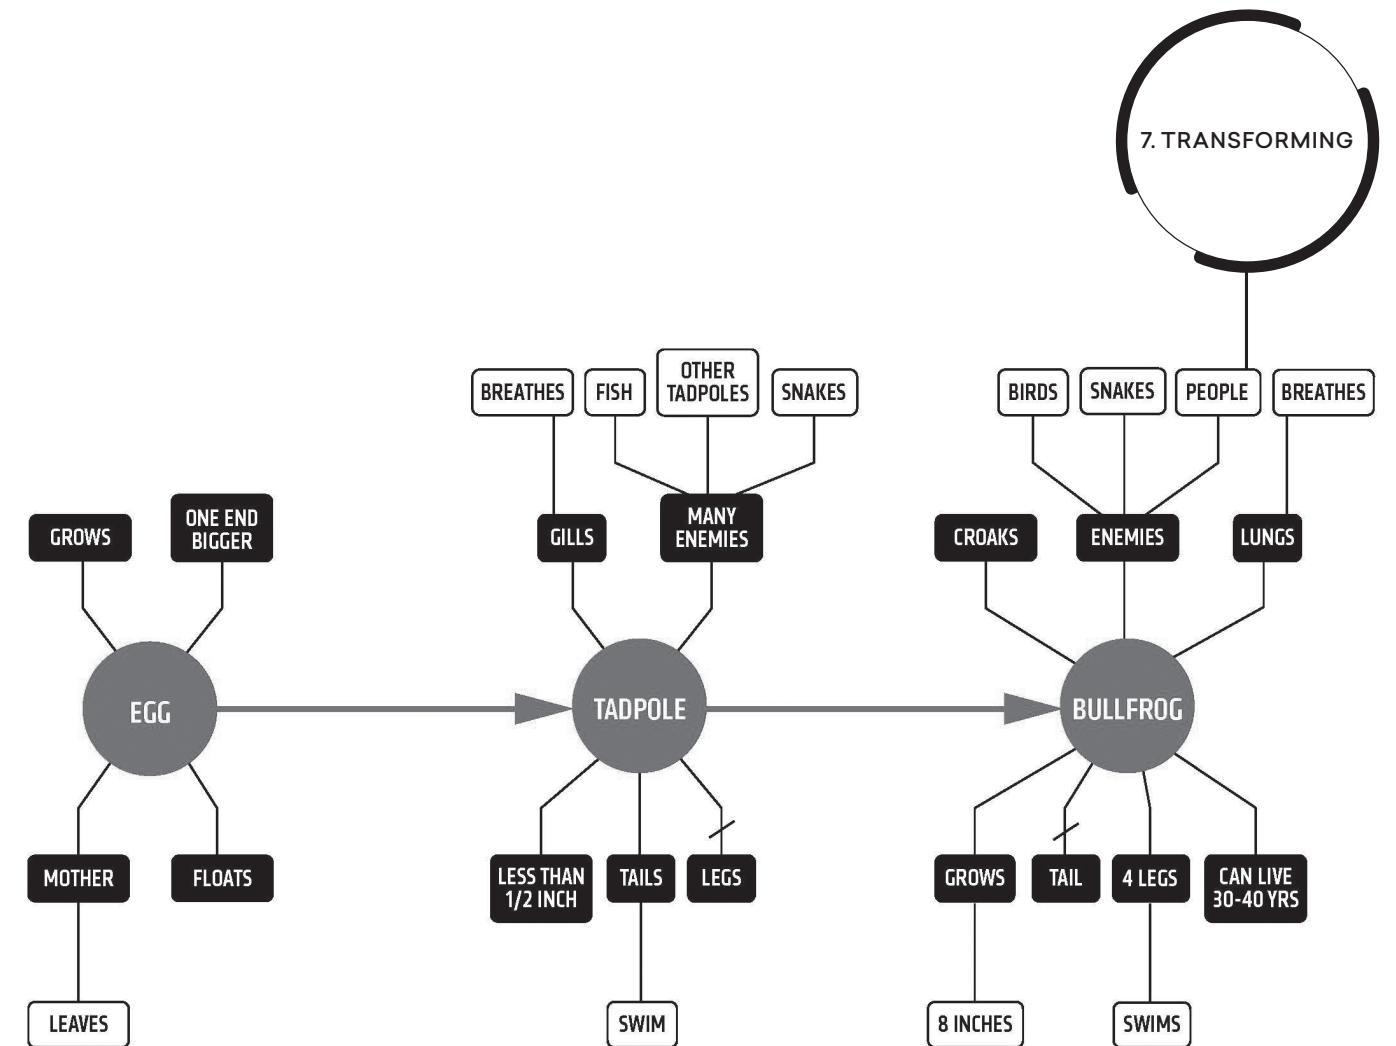 7. TRANSFORMING
BREATHES
FISH
OTHER
TADPOLES
SNAKES
BIRDS
SNAKES
PEOPLE
BREATHES
GROWS
ONE END
BIGGER
GILLS
MANY
ENEMIES
CROAKS
ENEMIES
LUNGS
EGG
TADPOLE
BULLFROG
MOTHER
FLOATS
LESS THAN
1/2 INCH
TAILS
LEGS
GROWS
TAIL
4 LEGS
CAN LIVE
30-40 YRS
LEAVES
SWIM
8 INCHES
SWIMS